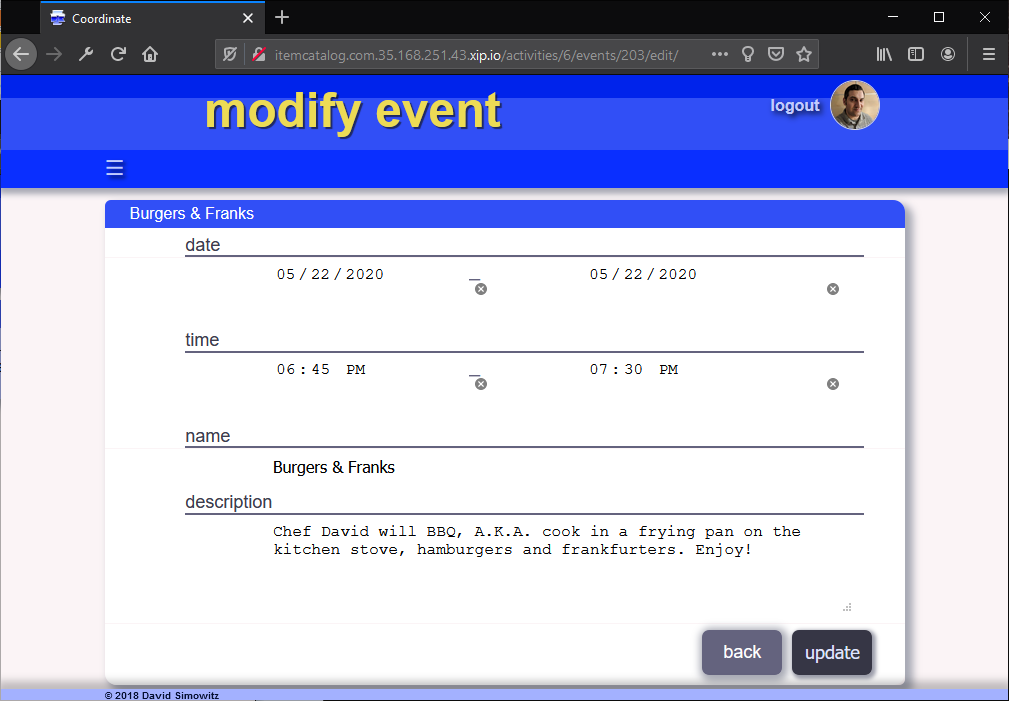 Coordinate
itemcatalog.com.35.168.251.43.xip.io/activities/6/events/203/edit/
modify event
logout
Burgers & Franks
date
05/22/2020 05/22/2020
time
06:45 PM 07:30 PM
name
Burgers & Franks
description
Chef David will BBQ, A.K.A. cook in a frying pan on the
kitchen stove, hamburgers and frankfurters. Enjoy!
back update
© 2018 David Simowitz